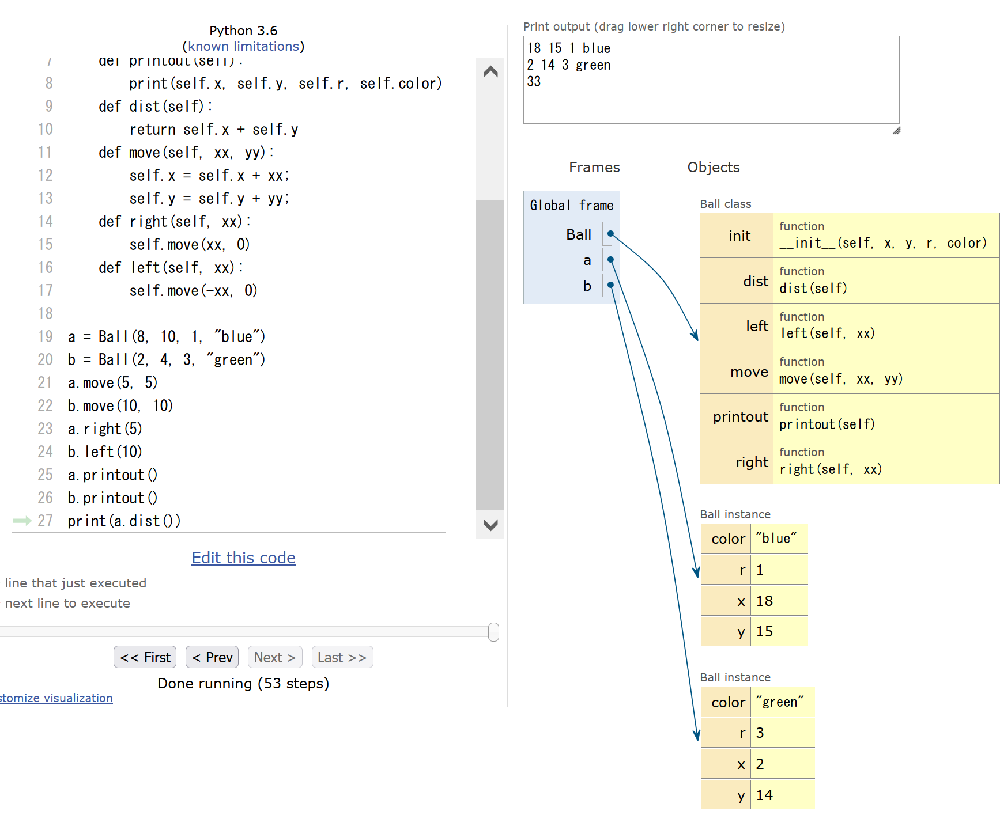 Python 3.6
(known limitations)
7 def printout(self):
8 print(self.x, self.y, self.r, self.color)
9 def dist(self):
10 return self.x + self.y
11 def move(self, xx, yy):
12 self.x = self.x + xx;
13 self.y = self.y + yy;
14 def right(self, xx):
15 self.move(xx, 0)
16 def left(self, xx):
17 self.move(-xx, 0)
18
19 a = Ball(8, 10, 1, "blue")
20 b = Ball(2, 4, 3, "green")
21 a.move(5, 5)
22 b.move(10, 10)
23 a.right(5)
24 b.left(10)
25 a.printout()
26 b.printout()
27 print(a.dist())
Edit this code
line that just executed
next line to execute
<< First < Prev Next > Last >>
Done running (53 steps)
stomize visualization
Print output (drag lower right corner to resize)
18 15 1 blue
2 14 3 green
33
Frames Objects
Global frame
Ball
a
b
Ball class
__init__ function
__init__(self, x, y, r, color)
dist function
dist(self)
left function
left(self, xx)
move function
move(self, xx, yy)
printout function
printout(self)
right function
right(self, xx)
Ball instance
color "blue"
r 1
x 18
y 15
Ball instance
color "green"
r 3
x 2
y 14